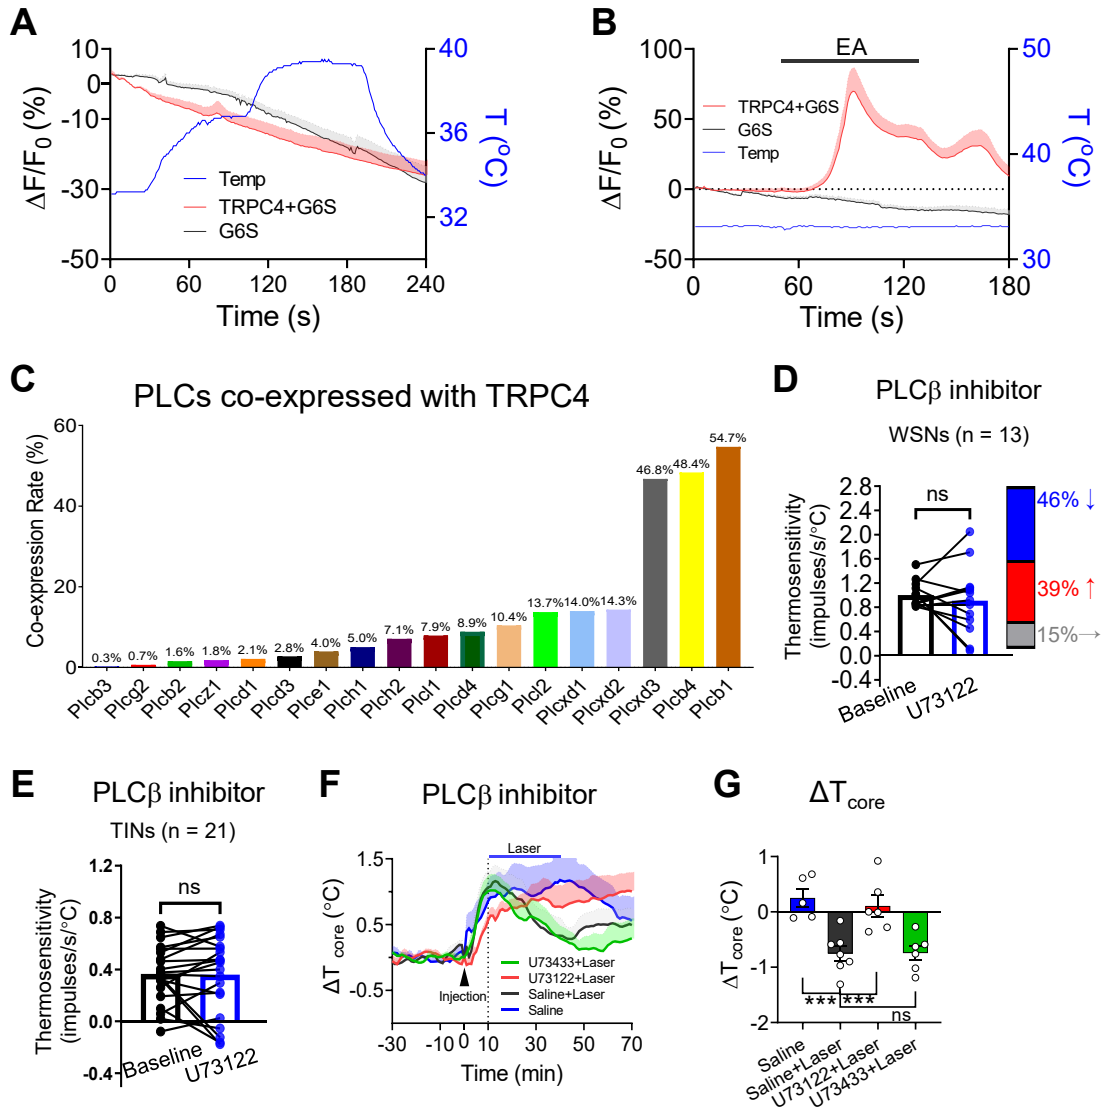 A
10
0
-10
-30
-50
ΔF/F0 (%)
40
36
32
T (ºC)
Temp
TRPC4+G6S
G6S
0
60
120
180
240
Time (s)
B
100
50
0
-50
ΔF/F0 (%)
EA
TRPC4+G6S
G6S
Temp
50
40
30
T (ºC)
0
60
120
180
Time (s)
C
PLCs co-expressed with TRPC4
Co-expression Rate (%)
60
40
20
0
0.3%
0.7%
1.6%
1.8%
2.1%
2.8%
4.0%
5.0%
7.1%
7.9%
8.9%
10.4%
13.7%
14.0%
14.3%
46.8%
48.4%
54.7%
Plcb3
Plcg2
Plcb2
Plcz1
Plcd1
Plcd3
Plce1
Plch1
Plch2
Plcl1
Plcd4
Plcg1
Plcl2
Plcxd1
Plcxd2
Plcxd3
Plcb4
Plcb1
D
PLCβ inhibitor
WSNs (n = 13)
Thermosensitivity
(impulses/s/°C)
2.8
2.4
2.0
1.6
1.2
0.8
0.4
0.0
-0.4
ns
Baseline
U73122
46% ↓
39% ↑
15%→
E
PLCβ inhibitor
TINs (n = 21)
Thermosensitivity
(impulses/s/°C)
1.2
0.8
0.4
0.0
-0.4
ns
Baseline
U73122
F
PLCβ inhibitor
ΔTcore (°C)
1.5
0.5
-0.5
Laser
Injection
U73433+Laser
U73122+Laser
Saline+Laser
Saline
-30
-10
0
10
30
50
70
Time (min)
G
ΔTcore
ΔTcore (°C)
1
0
-1
-2
***
***
ns
Saline
Saline+Laser
U73122+Laser
U73433+Laser